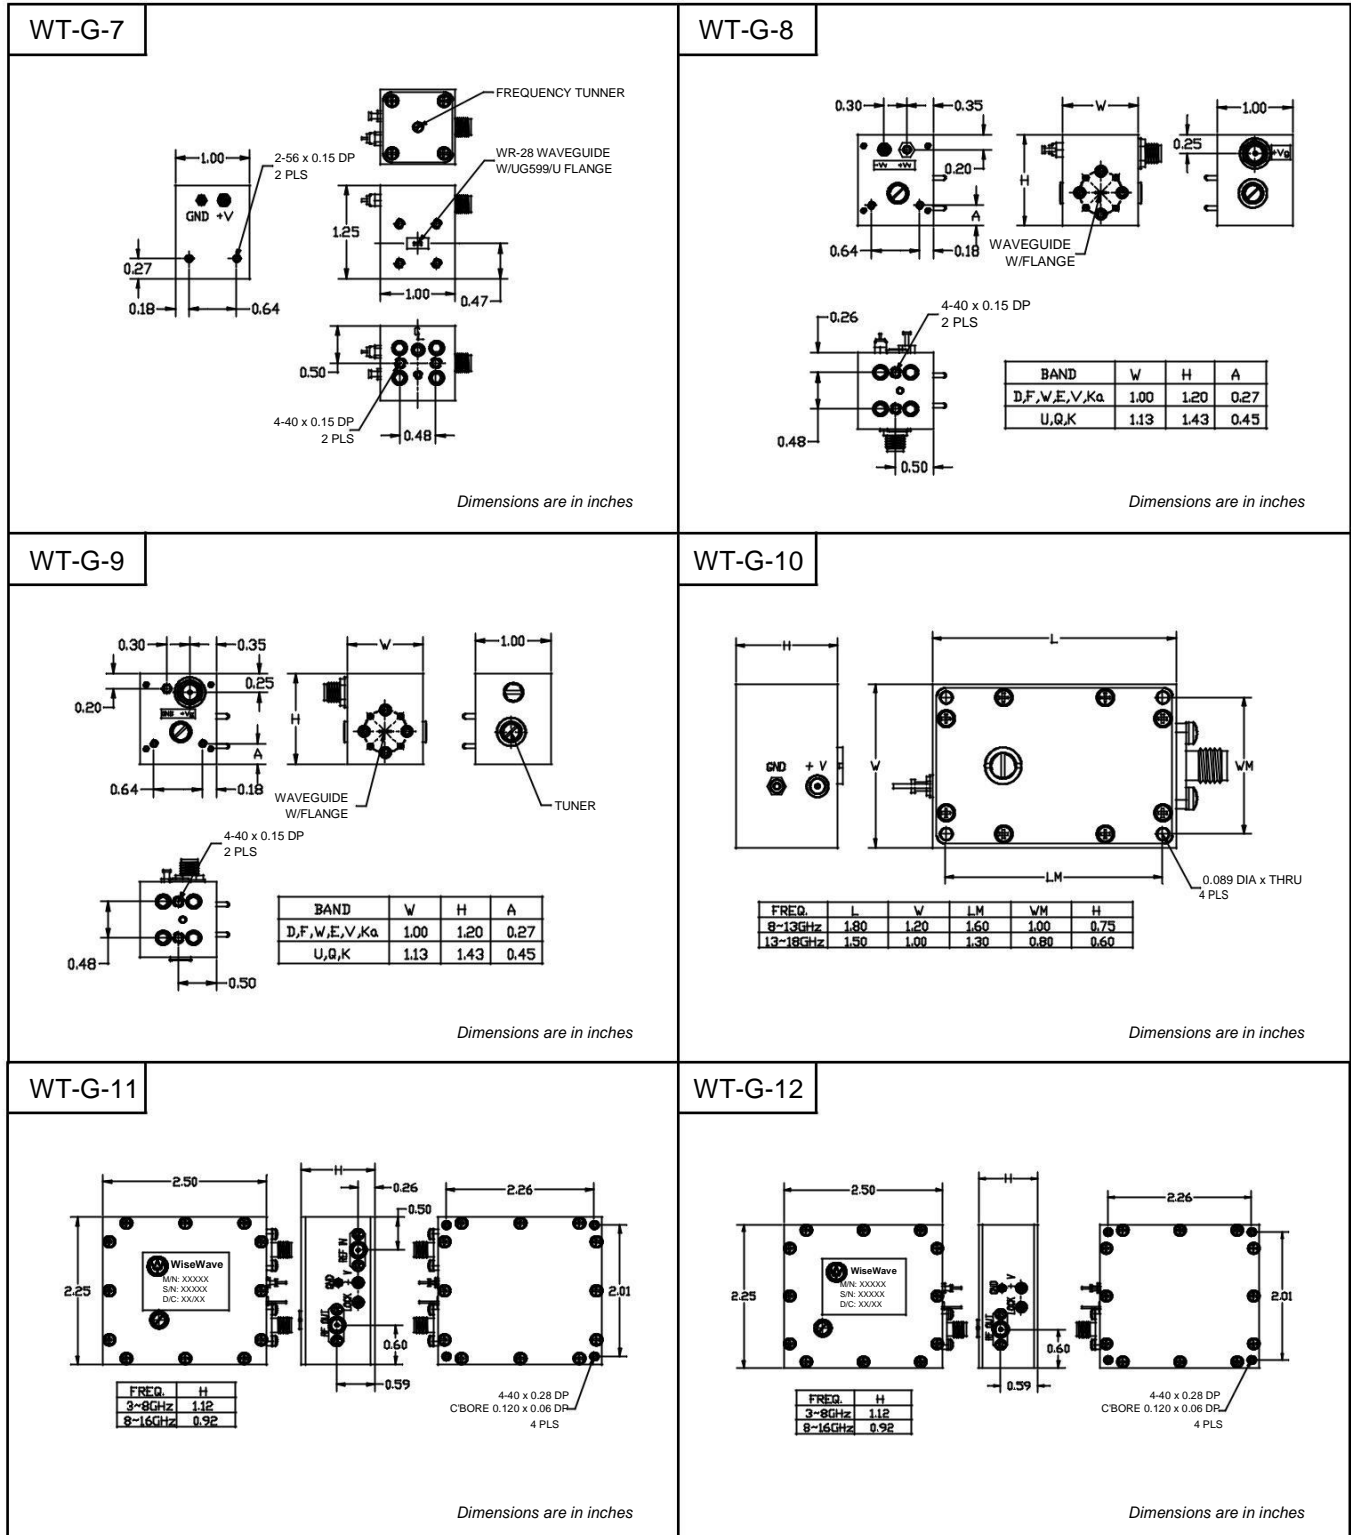 WT-G-7
FREQUENCY TUNNER
1.00
2-56 x 0.15 DP
2 PLS
WR-28 WAVEGUIDE
W/UG599/U FLANGE
GND +V
1.25
0.27
0.18
0.64
1.00
0.47
0.50
4-40 x 0.15 DP
2 PLS
0.48
Dimensions are in inches
WT-G-8
0.30
0.35
W
1.00
0.25
+Vg
0.20
H
A
0.64
0.18
WAVEGUIDE
W/FLANGE
4-40 x 0.15 DP
2 PLS
0.26
0.48
0.50
BAND W H A
D,F,W,E,V,Ka 1.00 1.20 0.27
U,Q,K 1.13 1.43 0.45
Dimensions are in inches
WT-G-9
0.30
0.35
W
1.00
0.25
0.20
GND +Vg
H
A
0.64
0.18
WAVEGUIDE
W/FLANGE
TUNER
4-40 x 0.15 DP
2 PLS
0.48
0.50
BAND W H A
D,F,W,E,V,Ka 1.00 1.20 0.27
U,Q,K 1.13 1.43 0.45
Dimensions are in inches
WT-G-10
H
L
GND + V
W
WM
LM
0.089 DIA x THRU
4 PLS
FREQ. L W LM WM H
8~13GHz 1.80 1.20 1.60 1.00 0.75
13~18GHz 1.50 1.00 1.30 0.80 0.60
Dimensions are in inches
WT-G-11
2.50
H
0.26
0.50
2.26
REF IN
GND
+ V
LOCK
RF OUT
WiseWave
M/N: XXXXX
S/N: XXXXX
D/C: XX/XX
2.25
2.01
0.60
0.59
FREQ. H
3~8GHz 1.12
8~16GHz 0.92
4-40 x 0.28 DP
C'BORE 0.120 x 0.06 DP
4 PLS
Dimensions are in inches
WT-G-12
2.50
H
2.26
WiseWave
M/N: XXXXX
S/N: XXXXX
D/C: XX/XX
GND
+ V
LOCK
RF OUT
2.25
2.01
0.60
0.59
FREQ. H
3~8GHz 1.12
8~16GHz 0.92
4-40 x 0.28 DP
C'BORE 0.120 x 0.06 DP
4 PLS
Dimensions are in inches